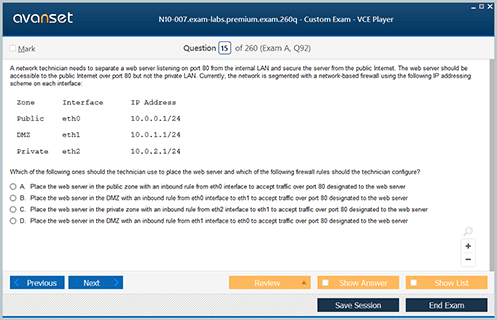 avanset
N10-007.exam-labs.premium.exam.260q - Custom Exam - VCE Player
Mark
Question 15 of 260 (Exam A, Q92)
A network technician needs to separate a web server listening on port 80 from the internal LAN and secure the server from the public Internet. The web server should be
accessible to the public Internet over port 80 but not the private LAN. Currently, the network is segmented with a network-based firewall using the following IP addressing
scheme on each interface:
Zone Interface IP Address
Public eth0 10.0.0.1/24
DMZ eth1 10.0.1.1/24
Private eth2 10.0.2.1/24
Which of the following ones should the technician use to place the web server and which of the following firewall rules should the technician configure?
A. Place the web server in the public zone with an inbound rule from eth0 interface to accept traffic over port 80 designated to the web server
B. Place the web server in the DMZ with an inbound rule from eth0 interface to eth1 to accept traffic over port 80 designated to the web server
C. Place the web server in the private zone with an inbound rule from eth2 interface to eth1 to accept traffic over port 80 designated to the web server
D. Place the web server in the DMZ with an inbound rule from eth1 interface to eth0 to accept traffic over port 80 designated to the web server
+
−
Previous Next Review Show Answer Show List
Save Session End Exam